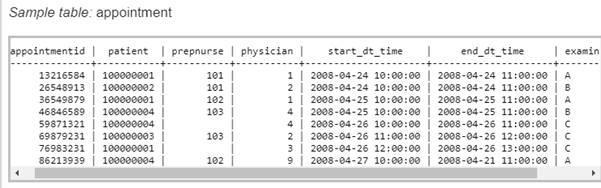 Sample table: appointment
appointmentid | patient | prepnurse | physician | start_dt_time | end_dt_time | examin
13216584 | 100000001 | 101 | 1 | 2008-04-24 10:00:00 | 2008-04-24 11:00:00 | A
26548913 | 100000002 | 101 | 2 | 2008-04-24 10:00:00 | 2008-04-24 11:00:00 | B
36549879 | 100000001 | 102 | 1 | 2008-04-25 10:00:00 | 2008-04-25 11:00:00 | A
46846589 | 100000004 | 103 | 4 | 2008-04-25 10:00:00 | 2008-04-25 11:00:00 | B
59871321 | 100000004 | | 4 | 2008-04-26 10:00:00 | 2008-04-26 11:00:00 | C
69879231 | 100000003 | 103 | 2 | 2008-04-26 11:00:00 | 2008-04-26 12:00:00 | C
76983231 | 100000001 | | 3 | 2008-04-26 12:00:00 | 2008-04-26 13:00:00 | C
86213939 | 100000004 | 102 | 9 | 2008-04-27 10:00:00 | 2008-04-21 11:00:00 | A